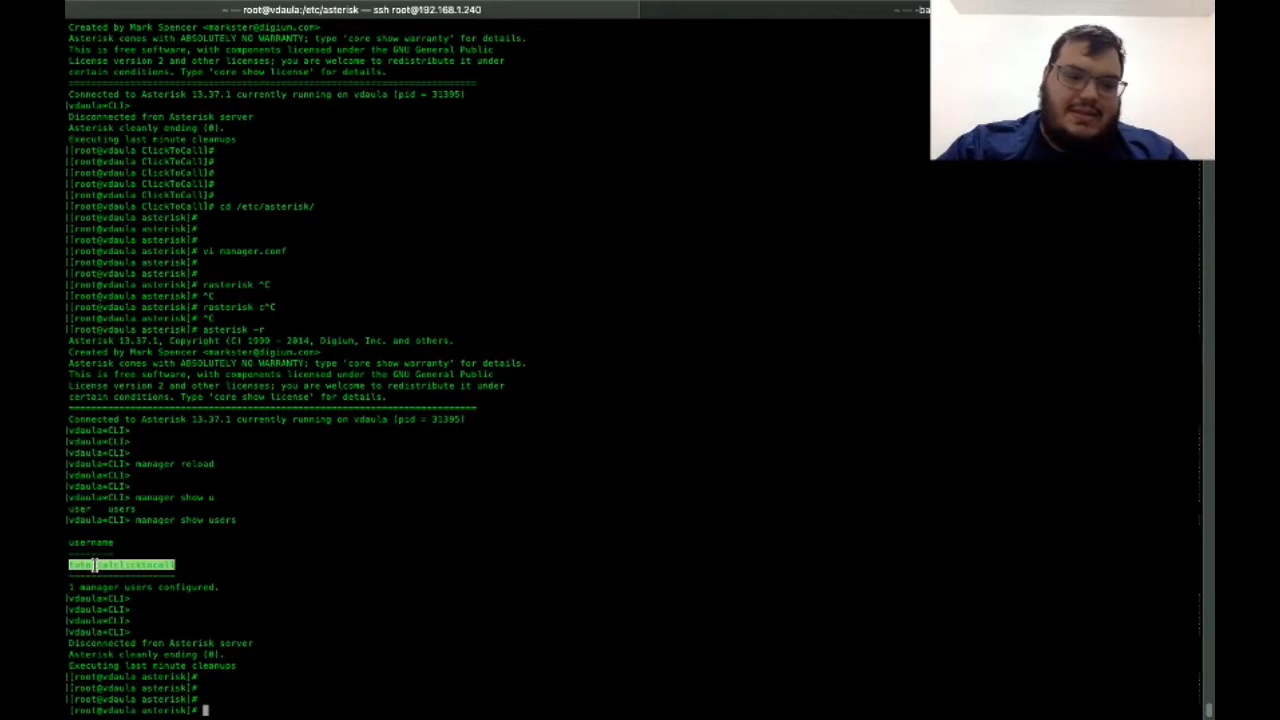 ~ — root@vdaula:/etc/asterisk — ssh root@192.168.1.240
~ — -ba
Created by Mark Spencer <markster@digium.com>
Asterisk comes with ABSOLUTELY NO WARRANTY; type 'core show warranty' for details.
This is free software, with components licensed under the GNU General Public
License version 2 and other licenses; you are welcome to redistribute it under
certain conditions. Type 'core show license' for details.
=========================================================================
Connected to Asterisk 13.37.1 currently running on vdaula (pid = 31395)
vdaula*CLI>
Disconnected from Asterisk server
Asterisk cleanly ending (0).
Executing last minute cleanups
[root@vdaula ClickToCall]#
[root@vdaula ClickToCall]#
[root@vdaula ClickToCall]#
[root@vdaula ClickToCall]#
[root@vdaula ClickToCall]#
[root@vdaula ClickToCall]# cd /etc/asterisk/
[root@vdaula asterisk]#
[root@vdaula asterisk]#
[root@vdaula asterisk]#
[root@vdaula asterisk]# vi manager.conf
[root@vdaula asterisk]#
[root@vdaula asterisk]#
[root@vdaula asterisk]# rasterisk ^C
[root@vdaula asterisk]# ^C
[root@vdaula asterisk]# rasterisk c^C
[root@vdaula asterisk]# ^C
[root@vdaula asterisk]# asterisk -r
Asterisk 13.37.1, Copyright (C) 1999 - 2014, Digium, Inc. and others.
Created by Mark Spencer <markster@digium.com>
Asterisk comes with ABSOLUTELY NO WARRANTY; type 'core show warranty' for details.
This is free software, with components licensed under the GNU General Public
License version 2 and other licenses; you are welcome to redistribute it under
certain conditions. Type 'core show license' for details.
=========================================================================
Connected to Asterisk 13.37.1 currently running on vdaula (pid = 31395)
vdaula*CLI>
vdaula*CLI>
vdaula*CLI>
vdaula*CLI> manager reload
vdaula*CLI>
vdaula*CLI>
vdaula*CLI> manager show u
user users
vdaula*CLI> manager show users
username
--------
tutorialclicktocall
-------------------
1 manager users configured.
vdaula*CLI>
vdaula*CLI>
vdaula*CLI>
vdaula*CLI>
Disconnected from Asterisk server
Asterisk cleanly ending (0).
Executing last minute cleanups
[root@vdaula asterisk]#
[root@vdaula asterisk]#
[root@vdaula asterisk]#
[root@vdaula asterisk]#